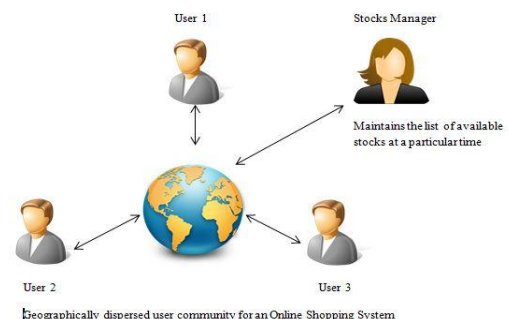 User 1
Stocks Manager
Maintains the list of available
stocks at a particular time
User 2
User 3
Geographically dispersed user community for an Online Shopping System